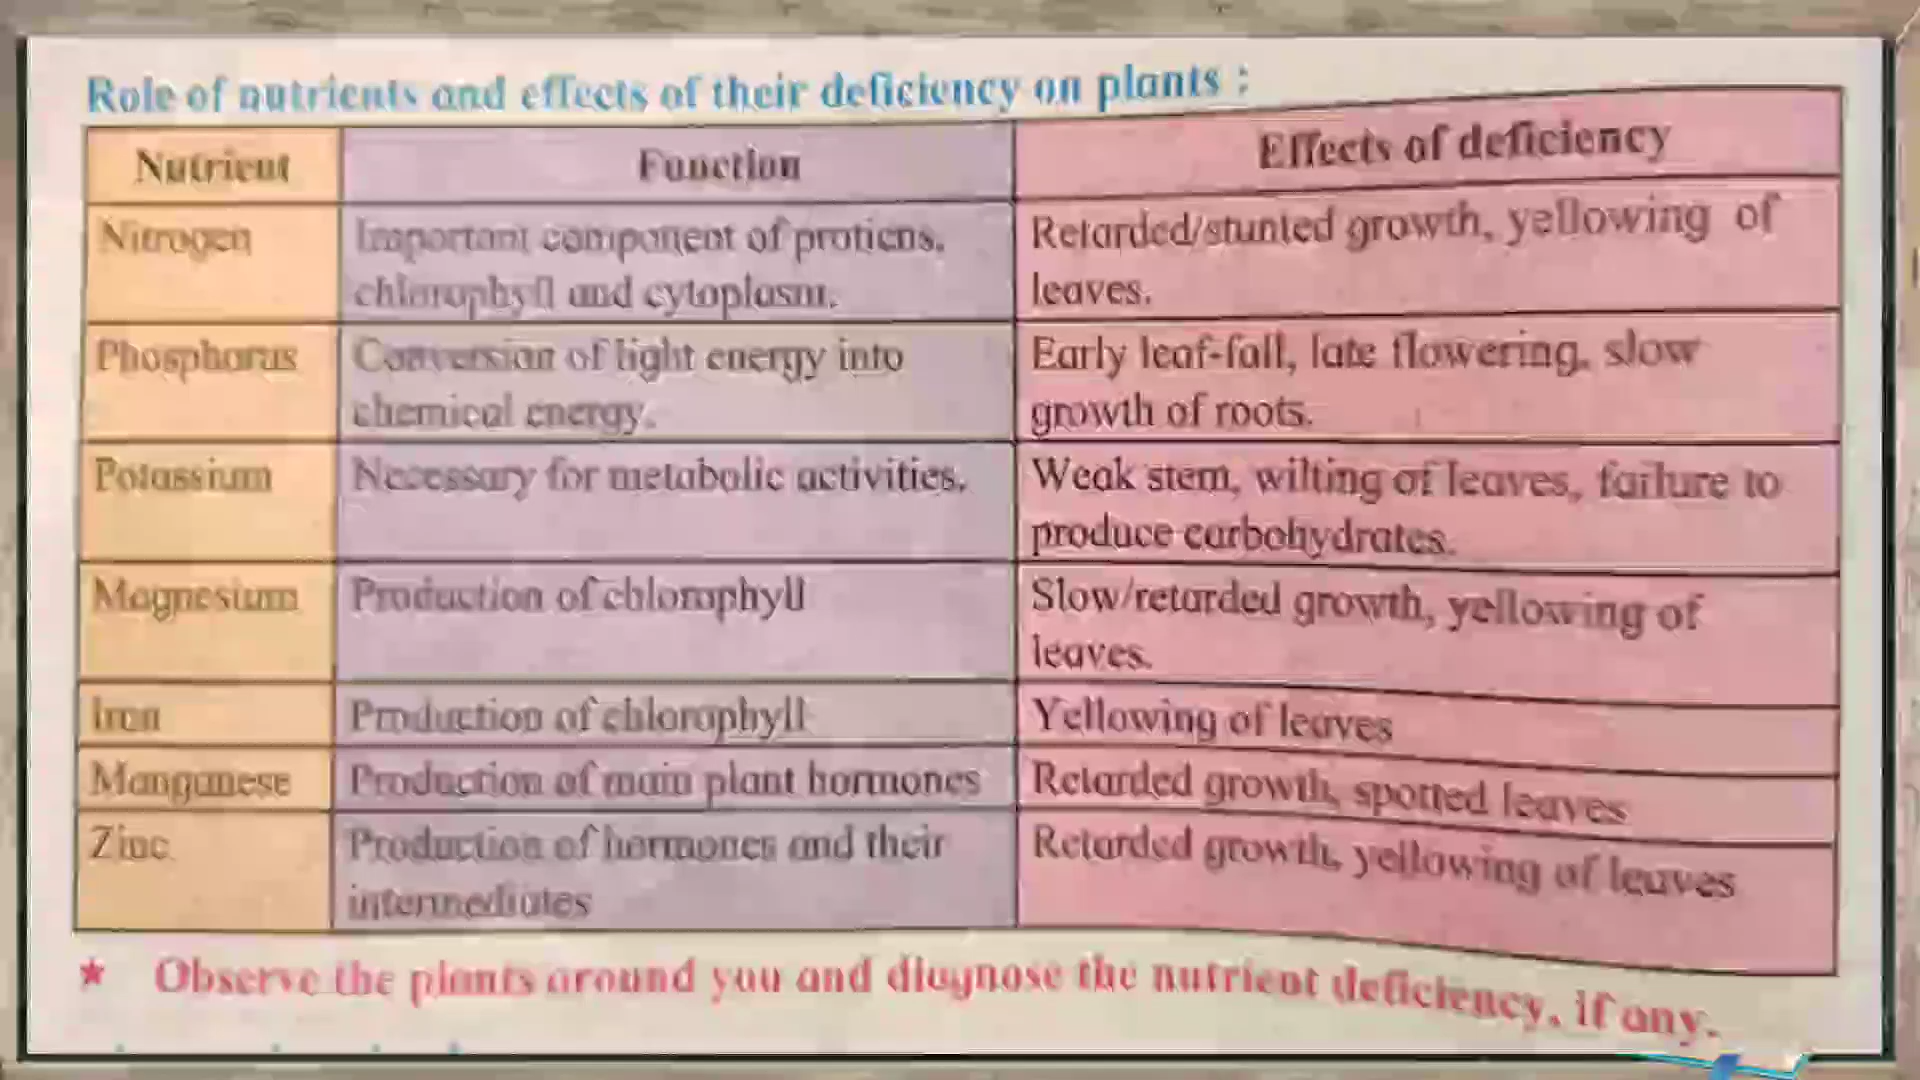 Role of nutrients and effects of their deficiency on plants :
Nutrient Function Effects of deficiency
Nitrogen Important component of protiens, Retarded/stunted growth, yellowing of
chlorophyll and cytoplasm. leaves.
Phosphorus Conversion of light energy into Early leaf-fall, late flowering, slow
chemical energy. growth of roots.
Potassium Necessary for metabolic activities. Weak stem, wilting of leaves, failure to
produce carbohydrates.
Magnesium Production of chlorophyll Slow/retarded growth, yellowing of
leaves.
Iron Production of chlorophyll Yellowing of leaves
Manganese Production of main plant hormones Retarded growth, spotted leaves
Zinc Production of hormones and their Retarded growth, yellowing of leaves
intermediates
★ Observe the plants around you and diagnose the nutrient deficiency, if any.